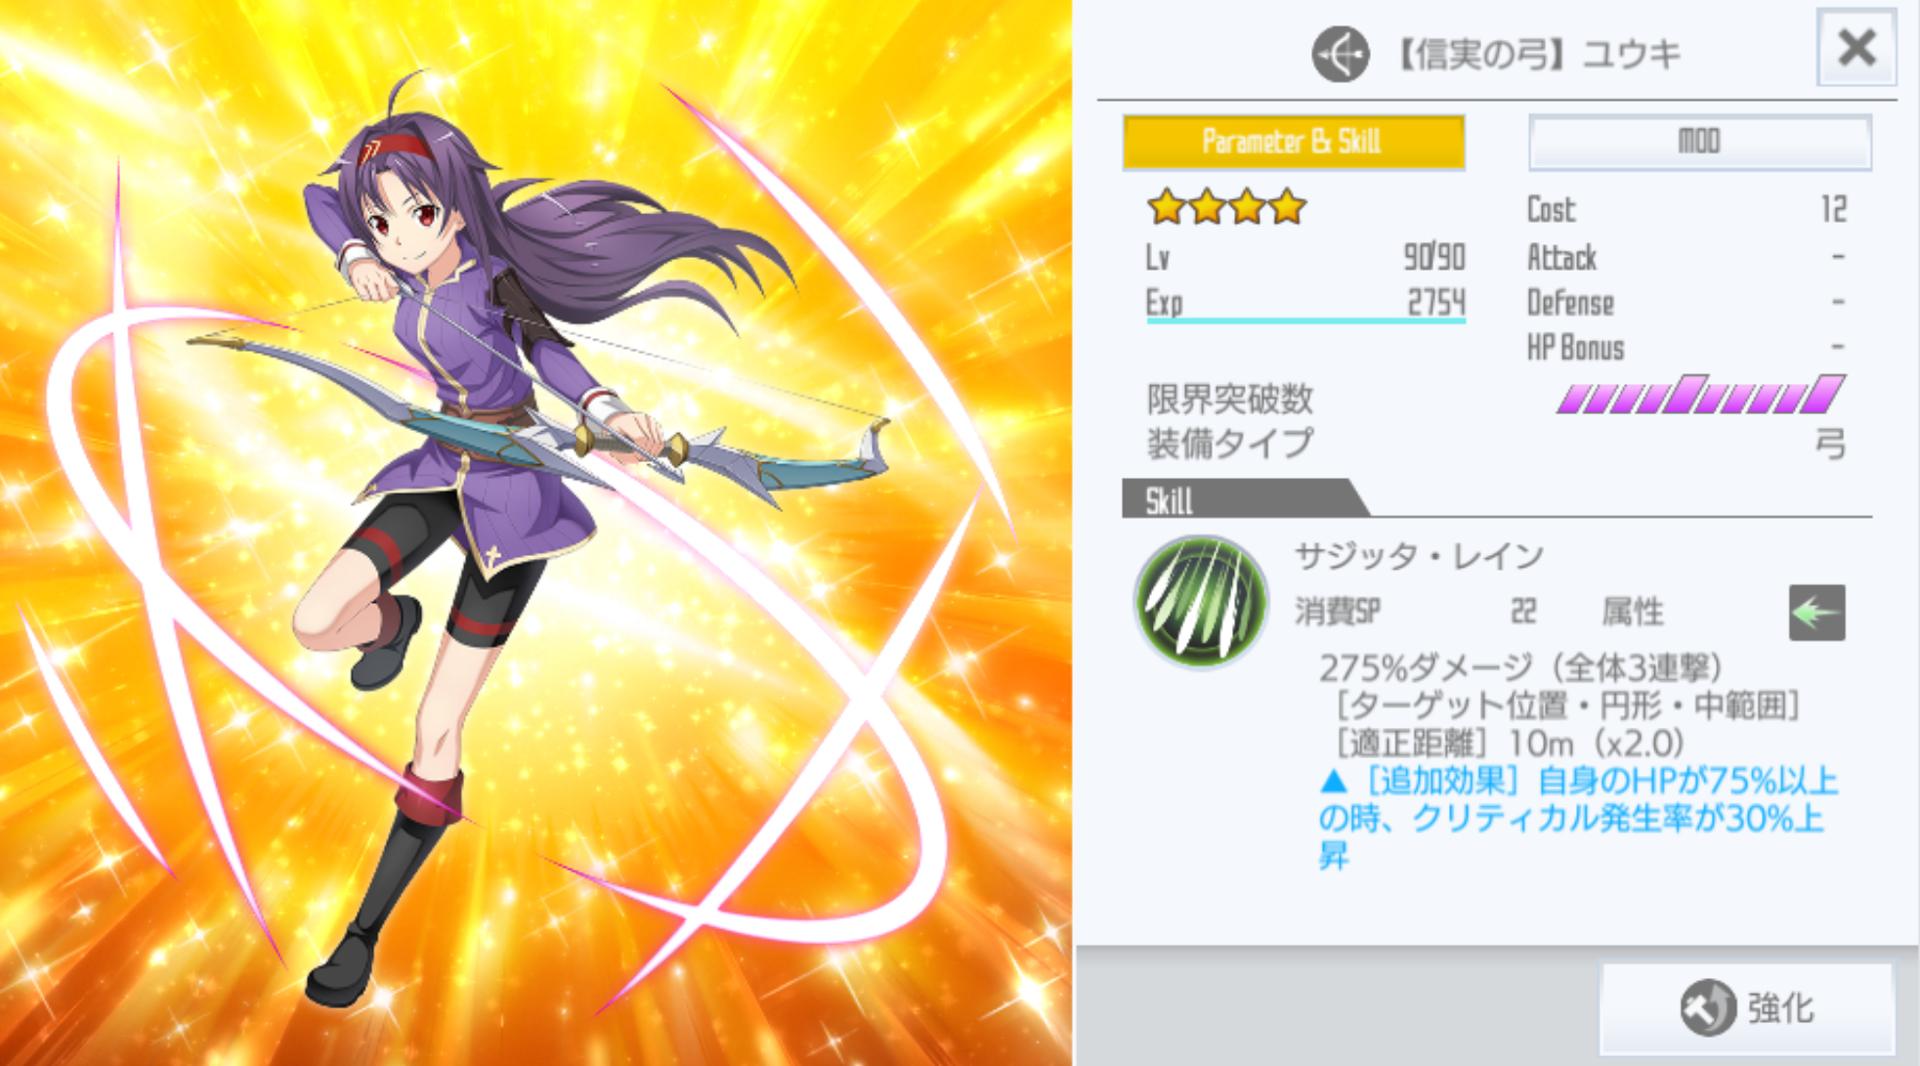 【信実の弓】ユウキ
Parameter & Skill
MOD
Cost 12
Lv 90/90
Attack -
Exp 2754
Defense -
HP Bonus -
限界突破数
装備タイプ 弓
Skill
サジッタ・レイン
消費SP 22 属性
275%ダメージ（全体3連撃）
［ターゲット位置・円形・中範囲］
［適正距離］10m（x2.0）
▲［追加効果］自身のHPが75%以上
の時、クリティカル発生率が30%上
昇
強化